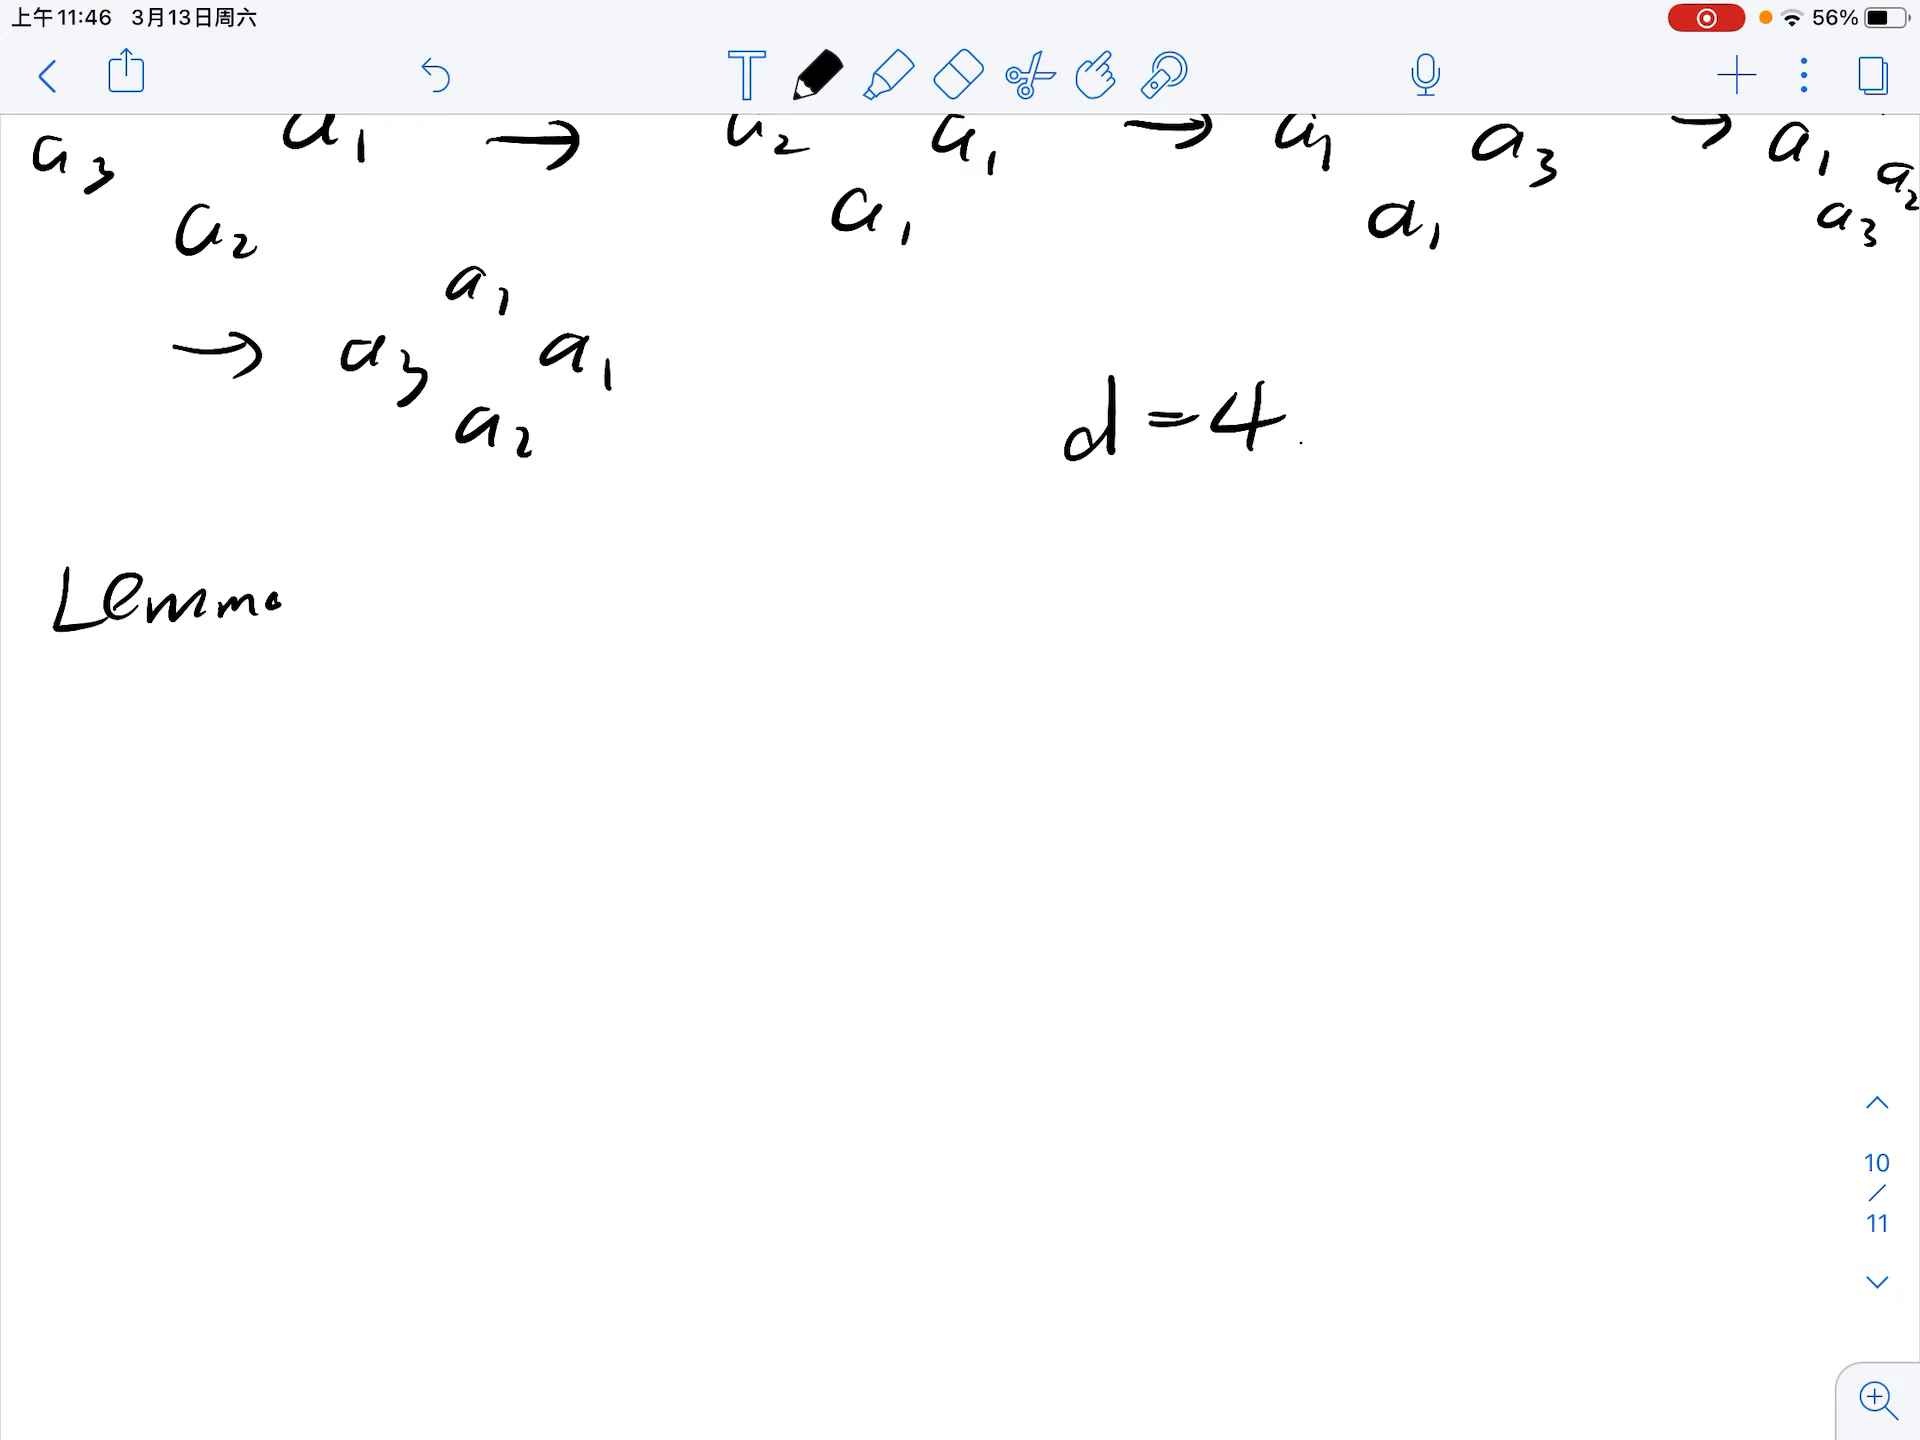 上午11:46 3月13日周六 56%
a₃ a₁ → a₂ a₁ → a₁ a₃ → a₁ a₂
a₂ a₁ a₁ a₃
a₁
→ a₃ a₁
a₂
d=4.
Lemma
10
/
11